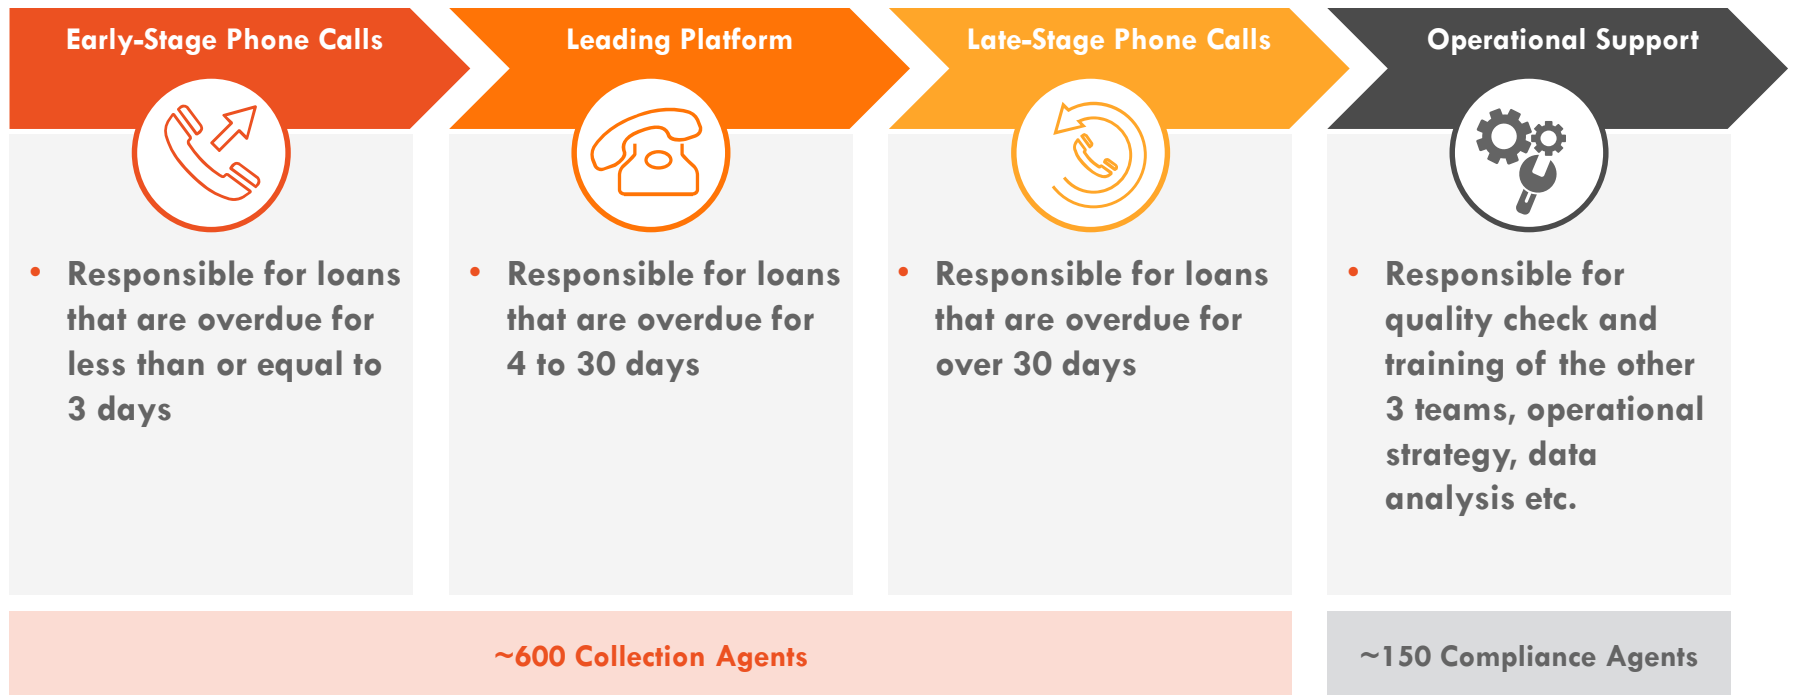 Early-Stage Phone Calls
• Responsible for loans
that are overdue for
less than or equal to
3 days
Leading Platform
• Responsible for loans
that are overdue for
4 to 30 days
Late-Stage Phone Calls
• Responsible for loans
that are overdue for
over 30 days
Operational Support
• Responsible for
quality check and
training of the other
3 teams, operational
strategy, data
analysis etc.
~600 Collection Agents
~150 Compliance Agents